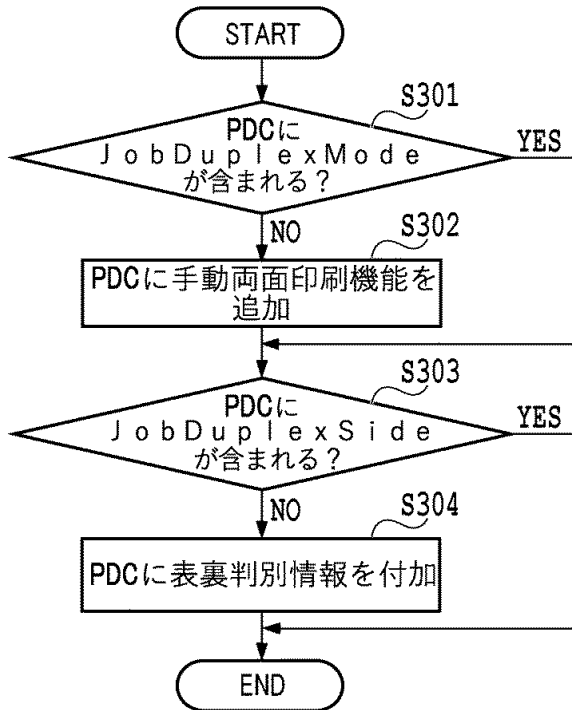 START
S301
PDCに
JobDuplexMode
が含まれる?
YES
NO
S302
PDCに手動両面印刷機能を
追加
S303
PDCに
JobDuplexSide
が含まれる?
YES
NO
S304
PDCに表裏判別情報を付加
END